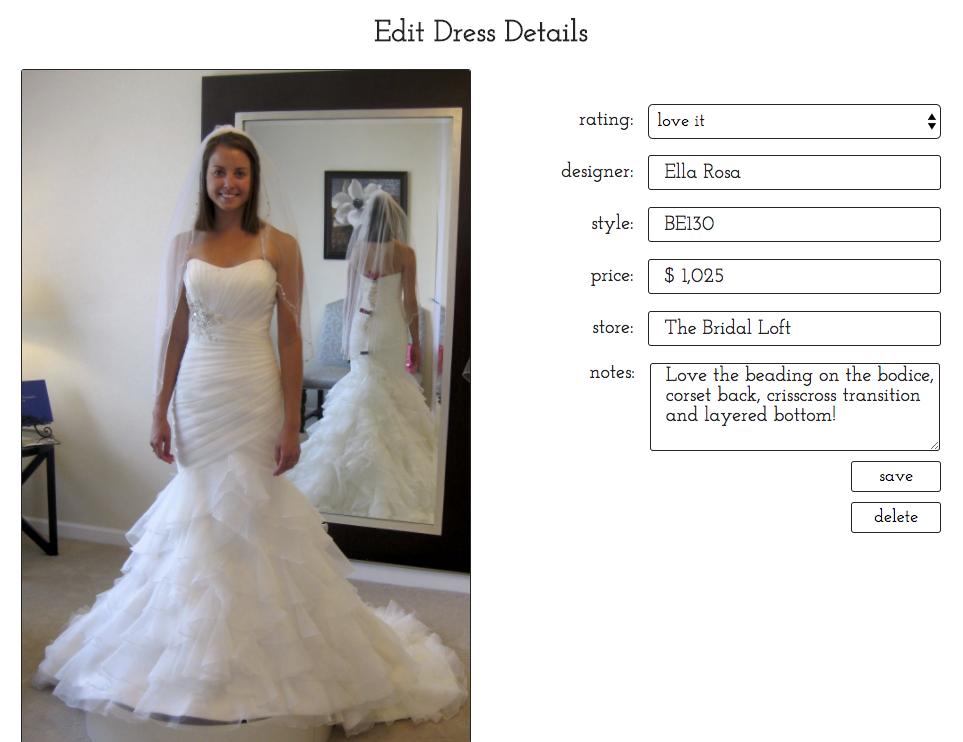 Edit Dress Details
rating: love it
designer: Ella Rosa
style: BE130
price: $ 1,025
store: The Bridal Loft
notes: Love the beading on the bodice,
corset back, crisscross transition
and layered bottom!
save
delete